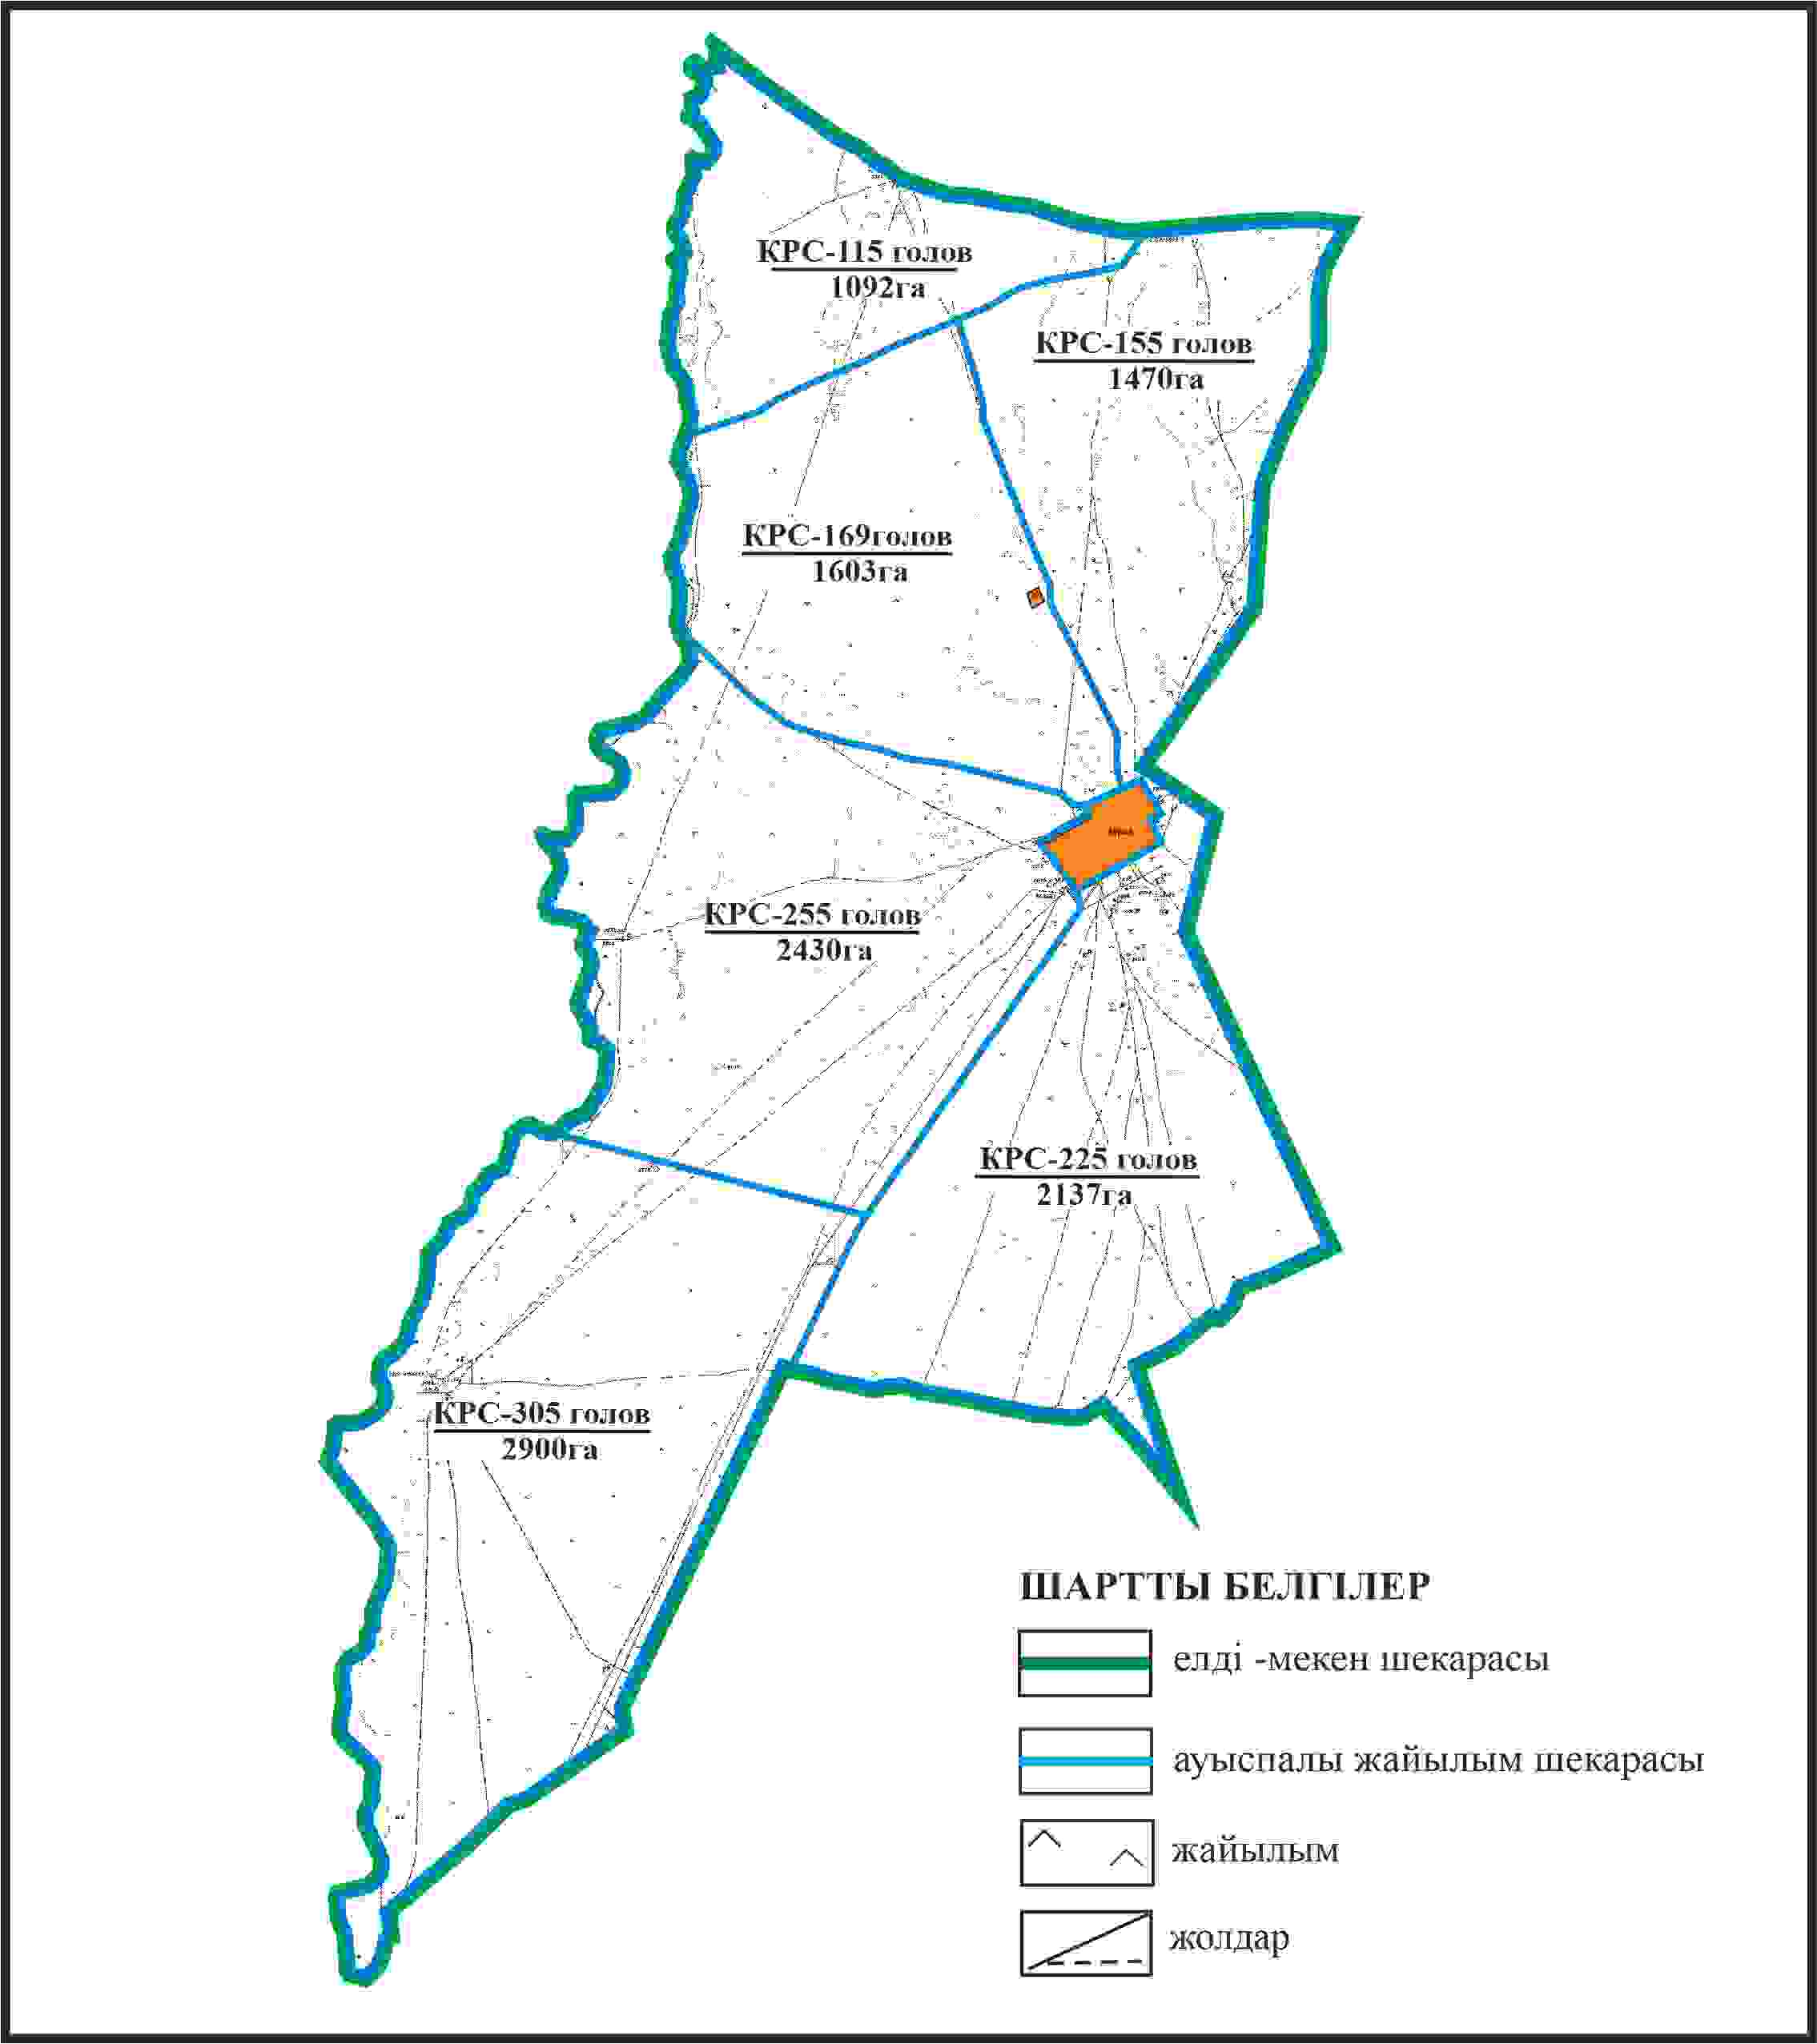 КРС-115 голов
1092га
КРС-155 голов
1470га
КРС-169голов
1603га
КРС-255 голов
2430га
КРС-225 голов
2137га
КРС-305 голов
2900га
ШАРТТЫ БЕЛГІЛЕР
елді -мекен шекарасы
ауыспалы жайылым шекарасы
жайылым
жолдар